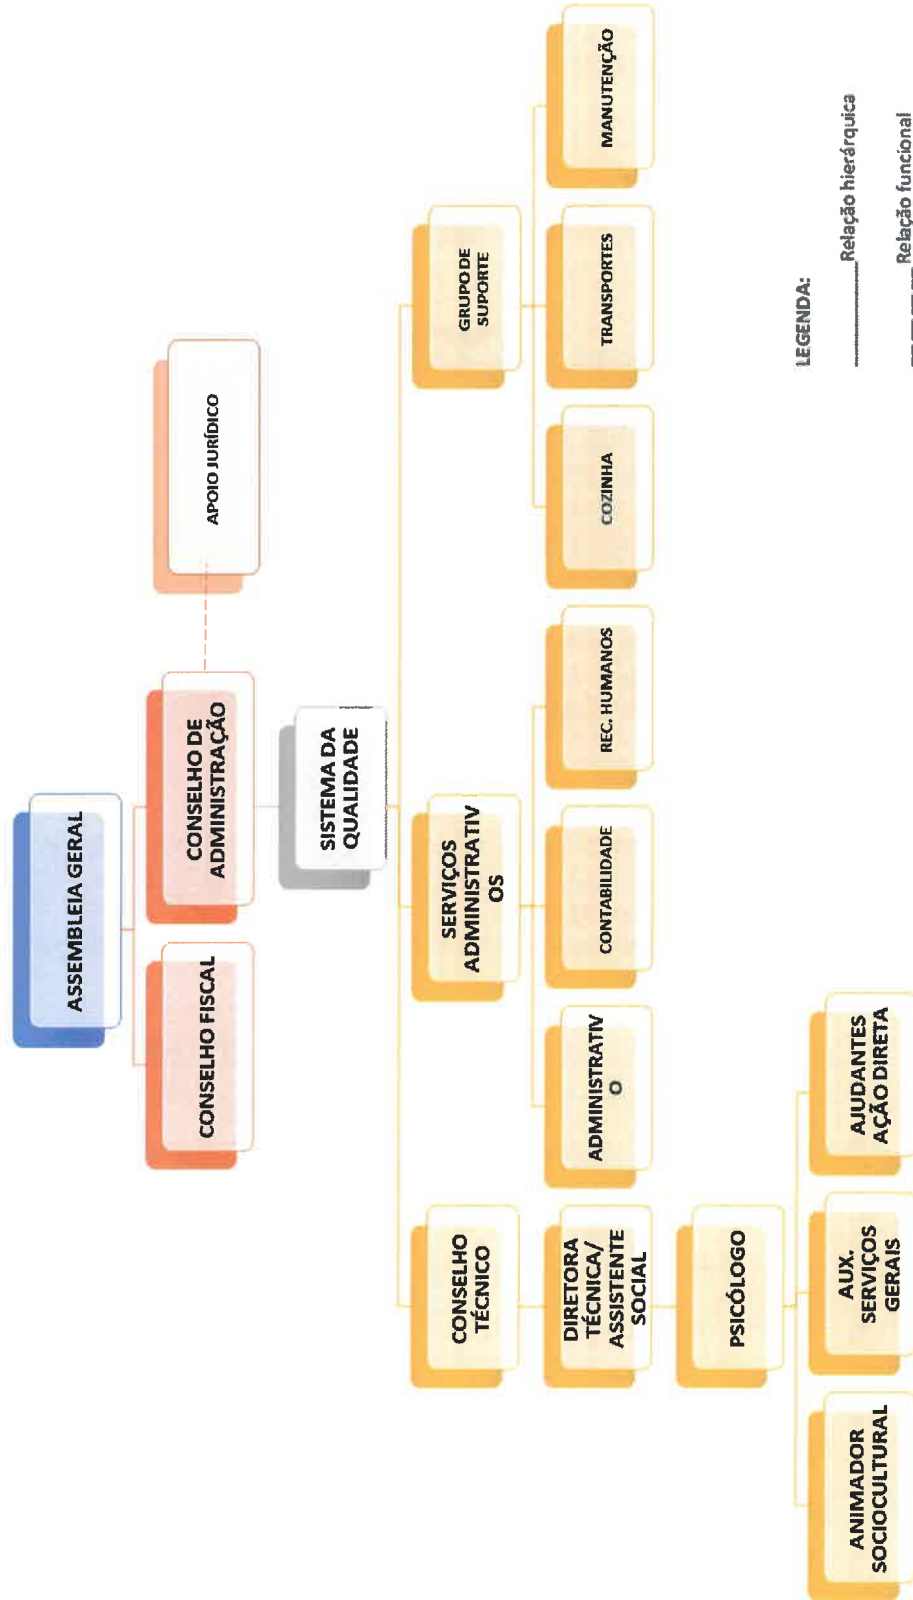 ASSEMBLEIA GERAL
CONSELHO FISCAL
CONSELHO DE
ADMINISTRAÇÃO
APOIO JURÍDICO
SISTEMA DA
QUALIDADE
CONSELHO
TÉCNICO
SERVIÇOS
ADMINISTRATIV
OS
GRUPO DE
SUPORTE
DIRETORA
TÉCNICA/
ASSISTENTE
SOCIAL
ADMINISTRATIV
O
CONTABILIDADE
REC. HUMANOS
COZINHA
TRANSPORTES
MANUTENÇÃO
PSICÓLOGO
ANIMADOR
SOCIOCULTURAL
AUX.
SERVIÇOS
GERAIS
AJUDANTES
AÇÃO DIRETA
LEGENDA:
Relação hierárquica
Relação funcional